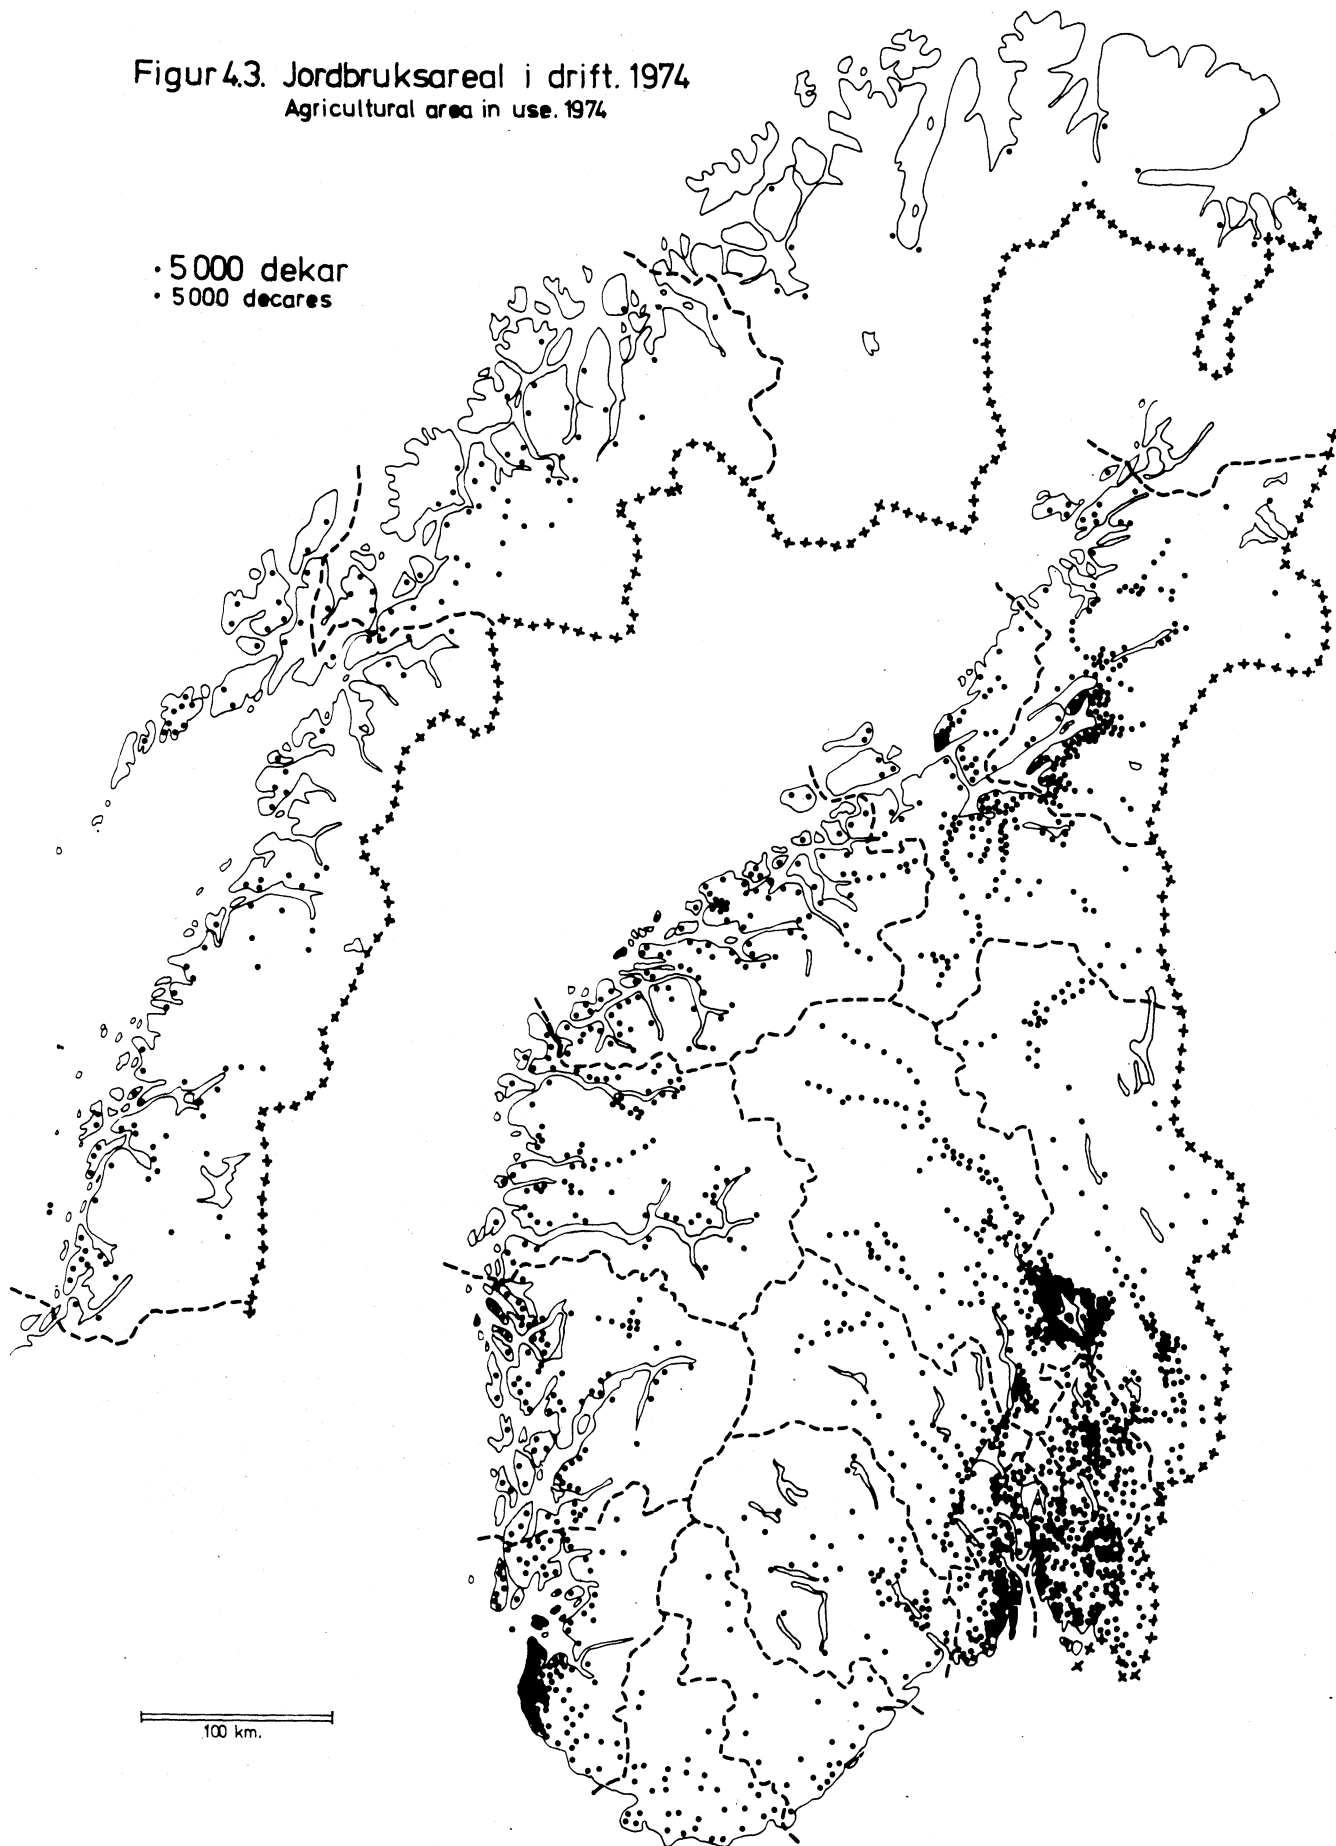 Figur 4.3. Jordbruksareal i drift. 1974
Agricultural area in use. 1974
• 5 000 dekar
• 5 000 decares
100 km.